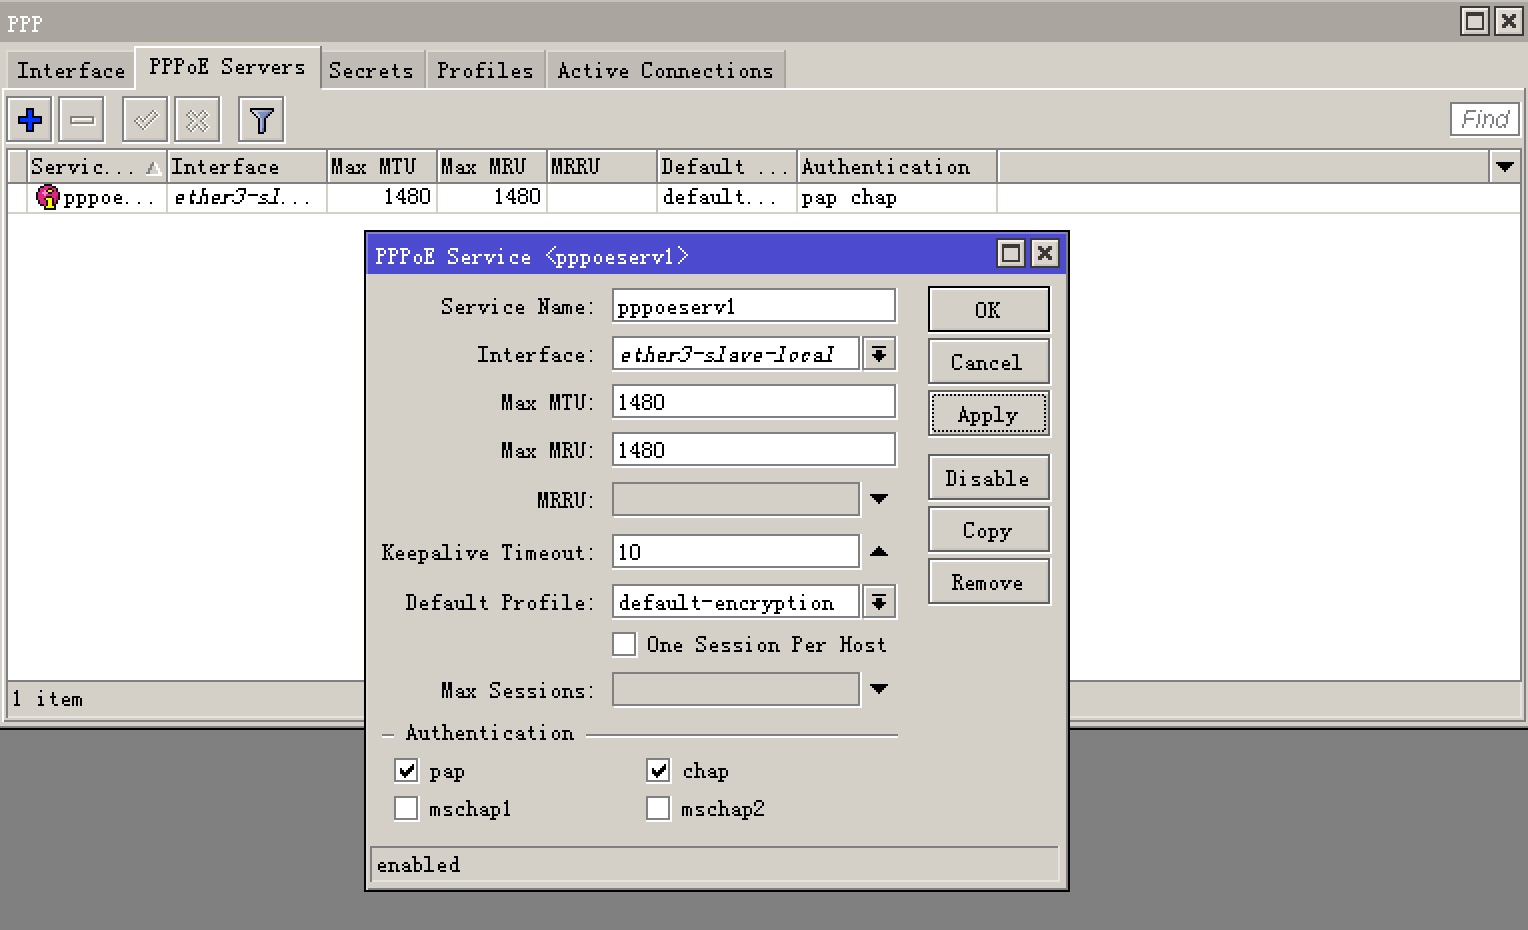 PPP
Interface PPPoE Servers Secrets Profiles Active Connections
Find
Servic... Interface Max MTU Max MRU MRRU Default ... Authentication
pppoe... ether3-sl... 1480 1480 default... pap chap
PPPoE Service <pppoeserv1>
Service Name: pppoeserv1
OK
Interface: ether3-slave-local
Cancel
Max MTU: 1480
Apply
Max MRU: 1480
Disable
MRRU:
Copy
Keepalive Timeout: 10
Remove
Default Profile: default-encryption
One Session Per Host
Max Sessions:
1 item
Authentication
pap chap
mschap1 mschap2
enabled